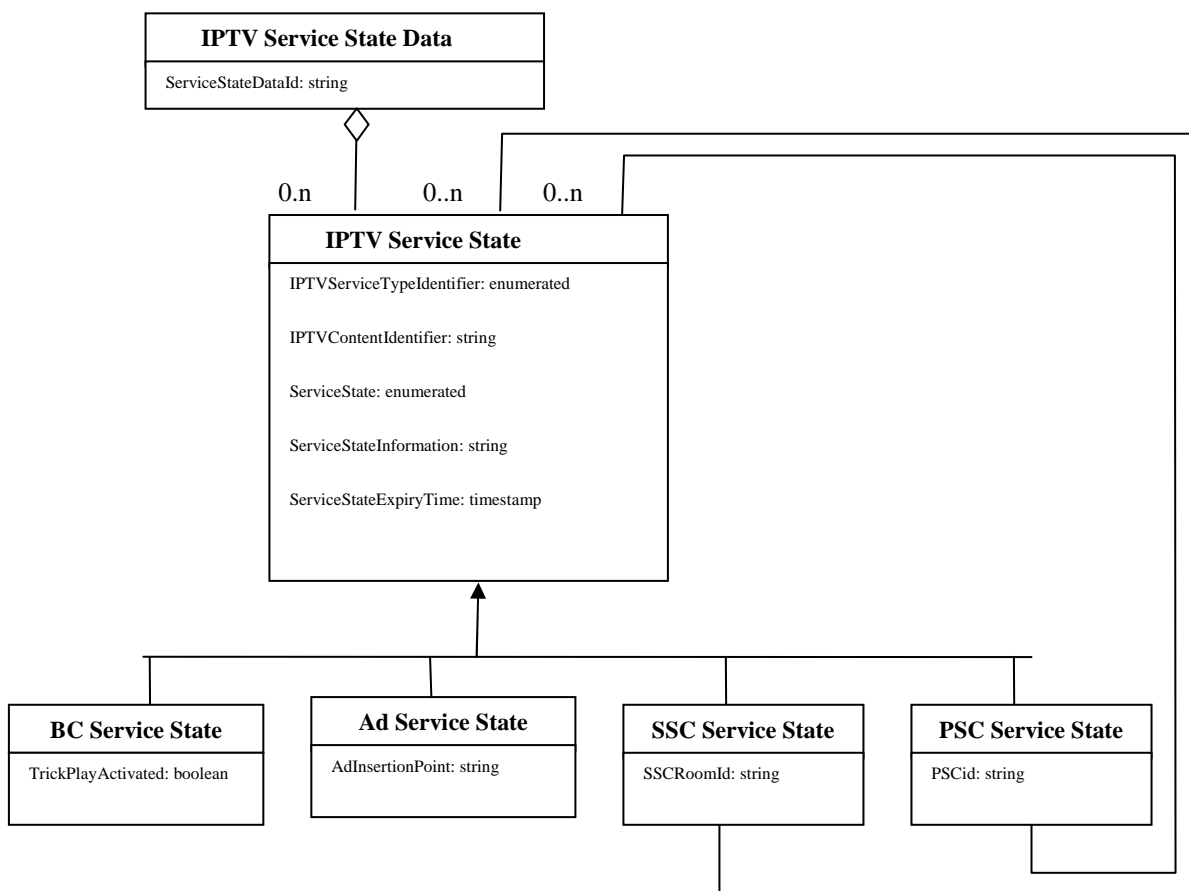 IPTV Service State Data
ServiceStateDataId: string
0.n
0..n
0..n
IPTV Service State
IPTVServiceTypeIdentifier: enumerated
IPTVContentIdentifier: string
ServiceState: enumerated
ServiceStateInformation: string
ServiceStateExpiryTime: timestamp
BC Service State
TrickPlayActivated: boolean
Ad Service State
AdInsertionPoint: string
SSC Service State
SSCRoomId: string
PSC Service State
PSCid: string